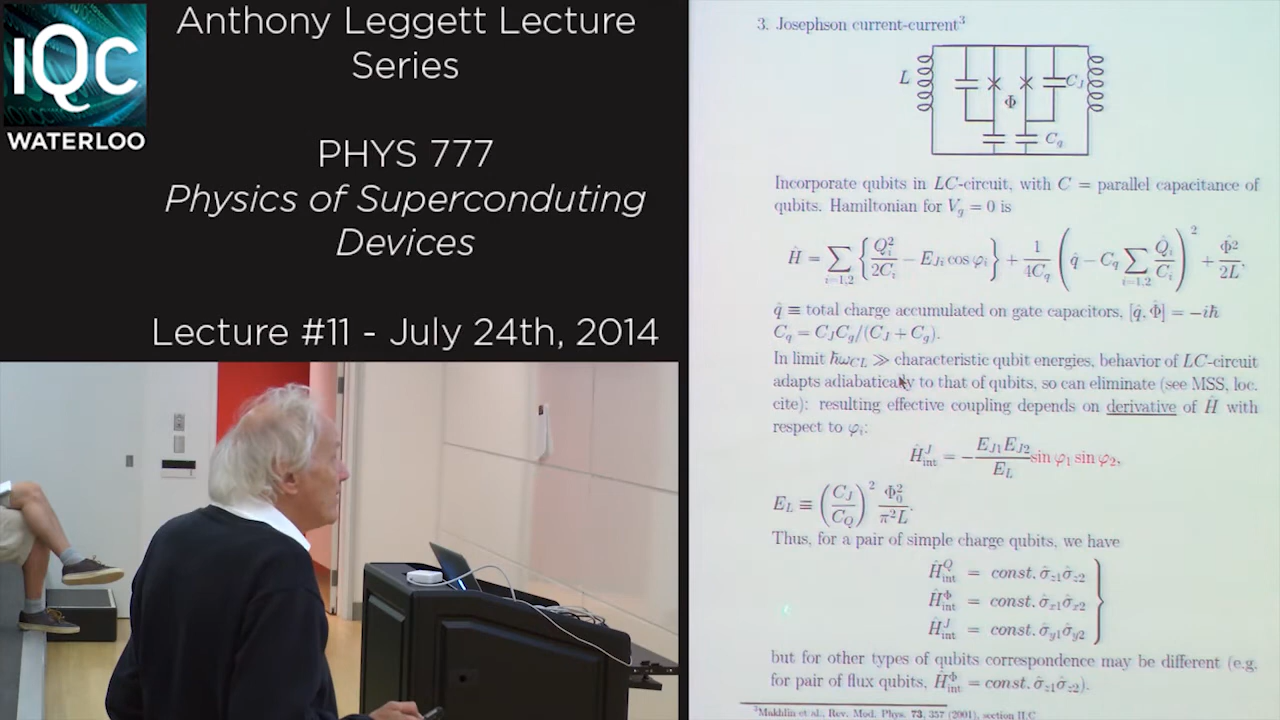 IQC
WATERLOO
Anthony Leggett Lecture
Series
PHYS 777
Physics of Superconduting
Devices
Lecture #11 - July 24th, 2014
3. Josephson current-current³
L
Φ
C_J
C_g
Incorporate qubits in LC-circuit, with C = parallel capacitance of
qubits. Hamiltonian for V_g = 0 is
Ĥ = ∑_{i=1,2} { Q̂_i²/2C_i − E_{Ji} cos φ_i } + 1/4C_q ( q̂ − C_q ∑_{i=1,2} Q̂_i/C_i )² + Φ̂²/2L,
q̂ ≡ total charge accumulated on gate capacitors, [q̂, Φ̂] = −iħ
C_q = C_J C_g/(C_J + C_g).
In limit ħω_{CL} ≫ characteristic qubit energies, behavior of LC-circuit
adapts adiabatically to that of qubits, so can eliminate (see MSS, loc.
cite): resulting effective coupling depends on derivative of Ĥ with
respect to φ_i:
Ĥ^J_int = − E_{J1}E_{J2}/E_L sin φ_1 sin φ_2,
E_L ≡ (C_J/C_Q)² Φ_0²/π²L.
Thus, for a pair of simple charge qubits, we have
Ĥ^Q_int = const. σ̂_{z1}σ̂_{z2}
Ĥ^Φ_int = const. σ̂_{x1}σ̂_{x2}
Ĥ^J_int = const. σ̂_{y1}σ̂_{y2}
but for other types of qubits correspondence may be different (e.g.
for pair of flux qubits, Ĥ^Φ_int = const. σ̂_{z1}σ̂_{z2}).
³Makhlin et al., Rev. Mod. Phys. 73, 357 (2001), section II.C